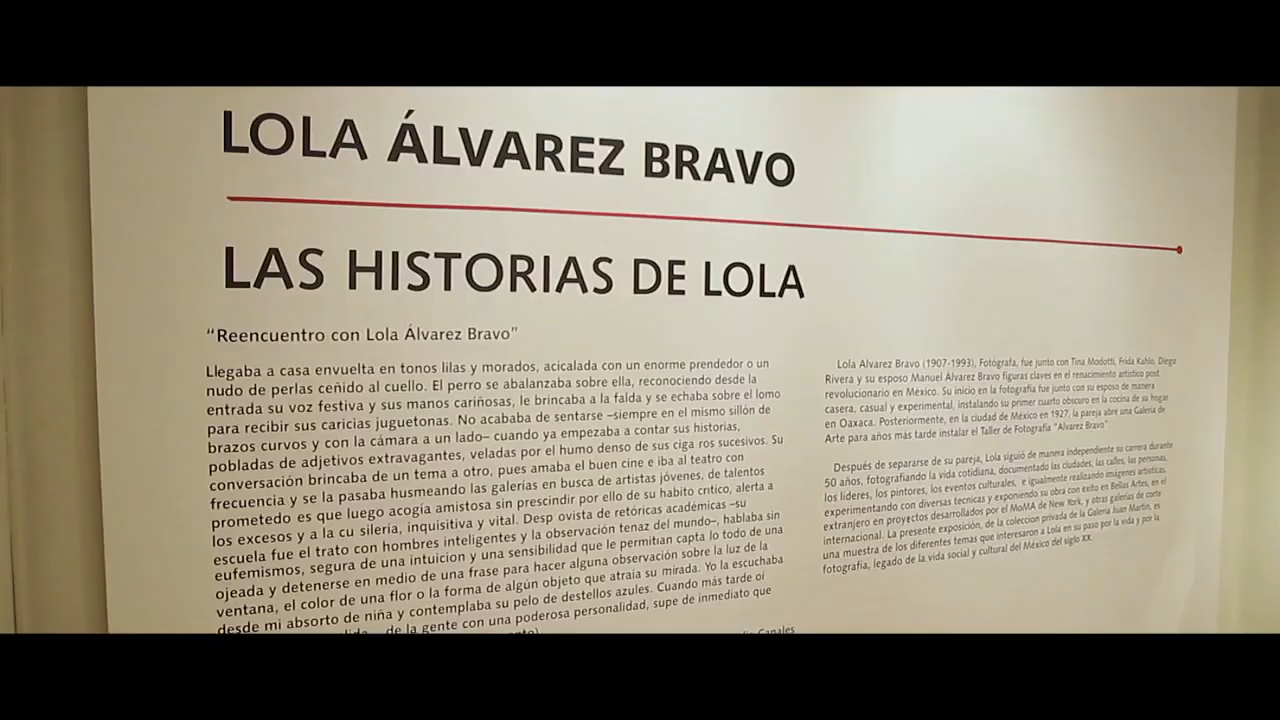 LOLA ÁLVAREZ BRAVO
LAS HISTORIAS DE LOLA
“Reencuentro con Lola Álvarez Bravo”
Llegaba a casa envuelta en tonos lilas y morados, acicalada con un enorme prendedor o un
nudo de perlas ceñido al cuello. El perro se abalanzaba sobre ella, reconociendo desde la
entrada su voz festiva y sus manos cariñosas, le brincaba a la falda y se echaba sobre el lomo
para recibir sus caricias juguetonas. No acababa de sentarse –siempre en el mismo sillón de
brazos curvos y con la cámara a un lado– cuando ya empezaba a contar sus historias,
pobladas de adjetivos extravagantes, veladas por el humo denso de sus ciga ros sucesivos. Su
conversación brincaba de un tema a otro, pues amaba el buen cine e iba al teatro con
frecuencia y se la pasaba husmeando las galerías en busca de artistas jóvenes, de talentos
prometedo es que luego acogía amistosa sin prescindir por ello de su habito critico, alerta a
los excesos y a la cu silería, inquisitiva y vital. Desp ovista de retóricas académicas –su
escuela fue el trato con hombres inteligentes y la observación tenaz del mundo–, hablaba sin
eufemismos, segura de una intuicion y una sensibilidad que le permitian capta lo todo de una
ojeada y detenerse en medio de una frase para hacer alguna observación sobre la luz de la
ventana, el color de una flor o la forma de algún objeto que atraía su mirada. Yo la escuchaba
desde mi absorto de niña y contemplaba su pelo de destellos azules. Cuando más tarde oí
de la gente con una poderosa personalidad, supe de inmediato que
Canales
Lola Alvarez Bravo (1907-1993), Fotógrafa, fue junto con Tina Modotti, Frida Kahlo, Diego
Rivera y su esposo Manuel Álvarez Bravo figuras claves en el renacimiento artístico post
revolucionario en México. Su inicio en la fotografía fue junto con su esposo de manera
casera, casual y experimental, instalando su primer cuarto obscuro en la cocina de su hogar
en Oaxaca. Posteriormente, en la ciudad de México en 1927, la pareja abre una Galería de
Arte para años más tarde instalar el Taller de Fotografía “Alvarez Bravo”.
Después de separarse de su pareja, Lola siguió de manera independiente su carrera durante
50 años, fotografiando la vida cotidiana, documentado las ciudades, las calles, las personas,
los líderes, los pintores, los eventos culturales, e igualmente realizando imágenes artísticas,
experimentando con diversas tecnicas y exponiendo su obra con exito en Bellas Artes, en el
extranjero en proyectos desarrollados por el MoMA de New York, y otras galerías de corte
internacional. La presente exposición, de la coleccion privada de la Galería Juan Martín, es
una muestra de los diferentes temas que interesaron a Lola en su paso por la vida y por la
fotografía, legado de la vida social y cultural del México del siglo XX.